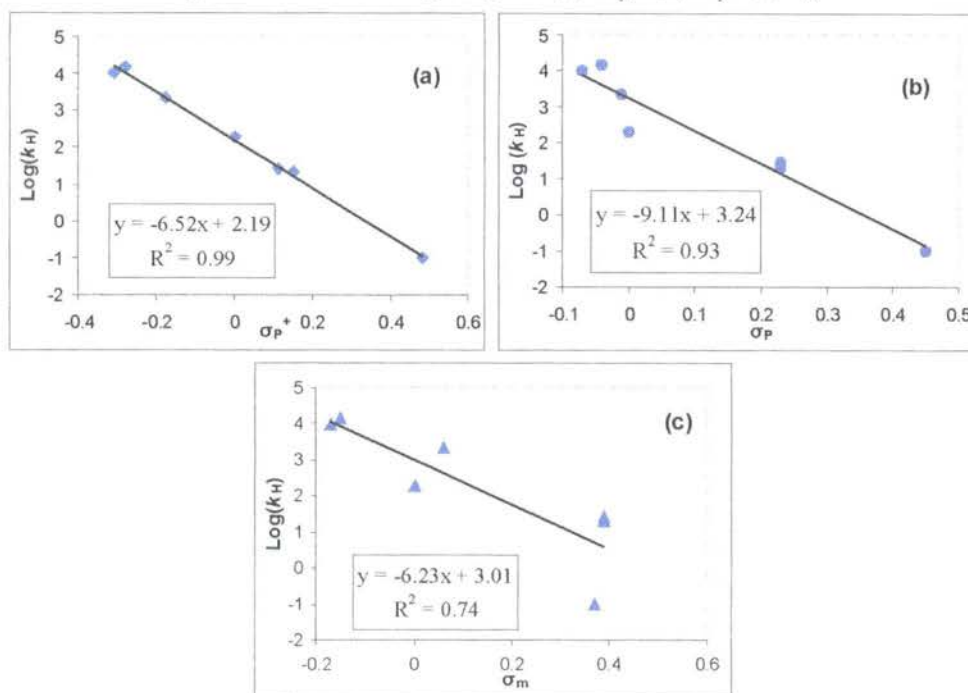 (a)
Log(kH)
5
4
3
2
1
0
-1
-2
y = -6.52x + 2.19
R² = 0.99
-0.4
-0.2
0
0.2
0.4
0.6
σP⁺
(b)
Log (kH)
5
4
3
2
1
0
-1
-2
y = -9.11x + 3.24
R² = 0.93
-0.1
0
0.1
0.2
0.3
0.4
0.5
σP
(c)
Log(kH)
5
4
3
2
1
0
-1
-2
y = -6.23x + 3.01
R² = 0.74
-0.2
0
0.2
0.4
0.6
σm